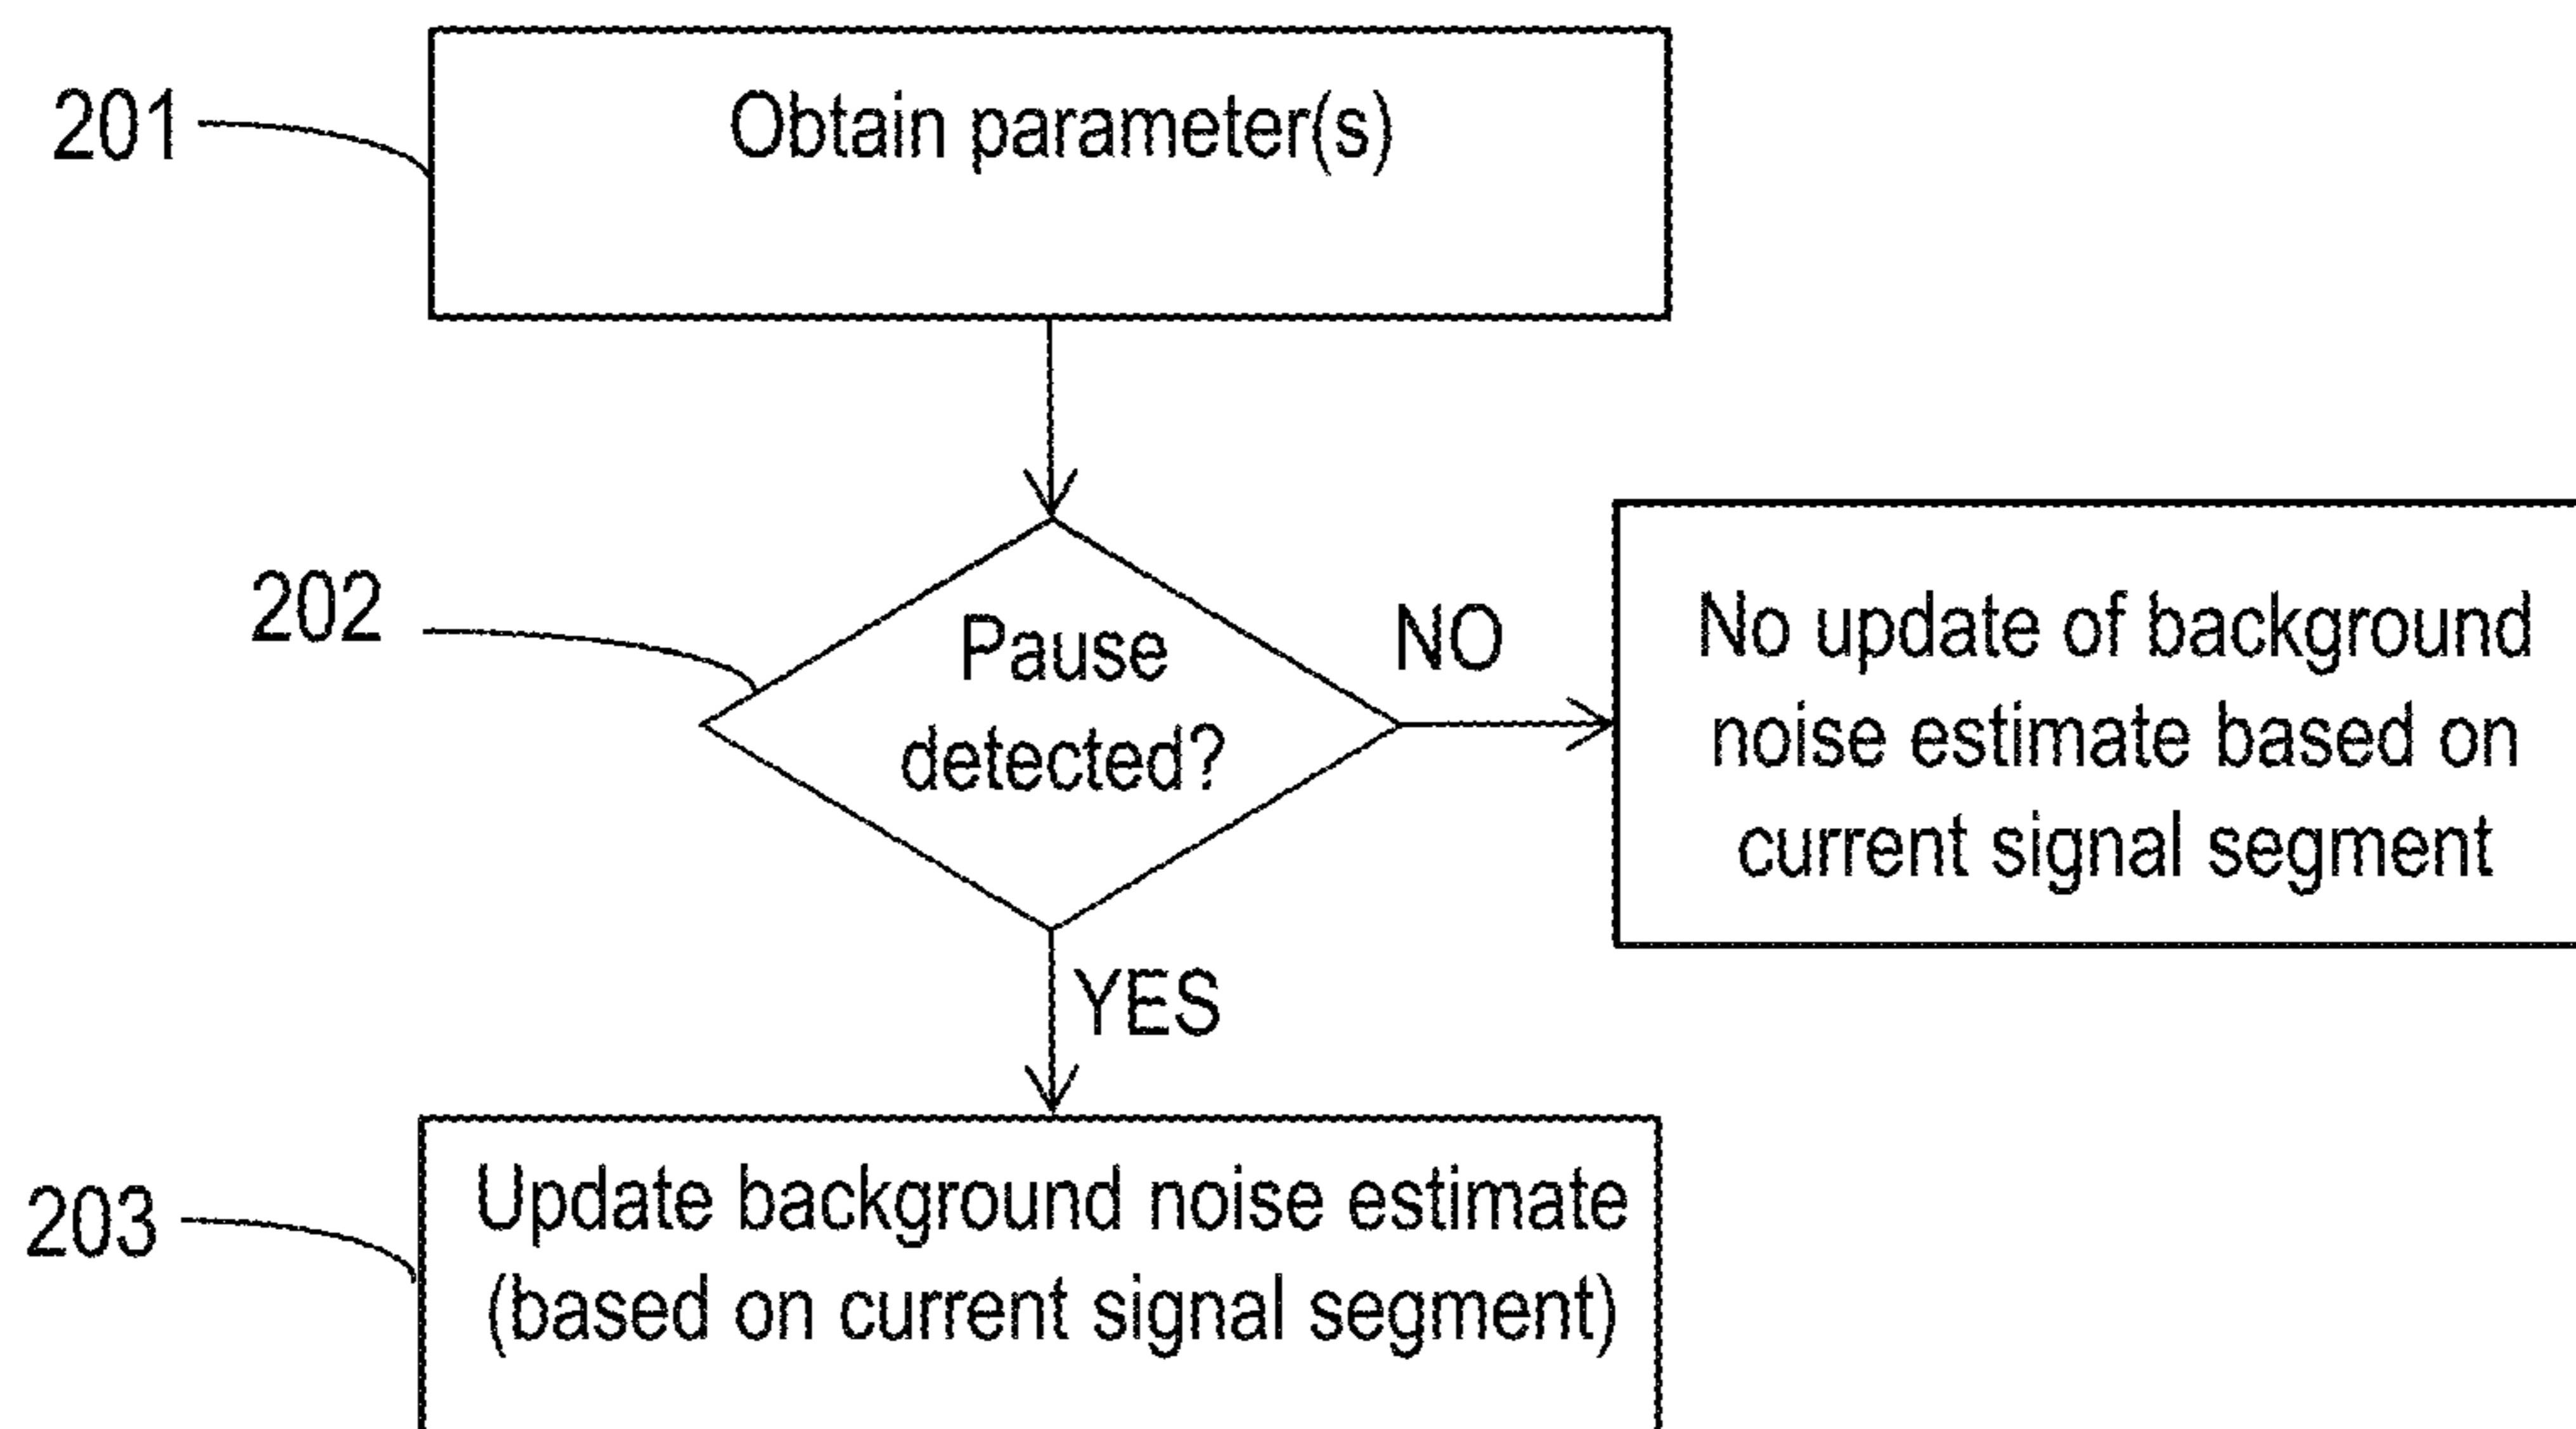 201
Obtain parameter(s)
202
Pause
detected?
NO
No update of background
noise estimate based on
current signal segment
YES
203
Update background noise estimate
(based on current signal segment)